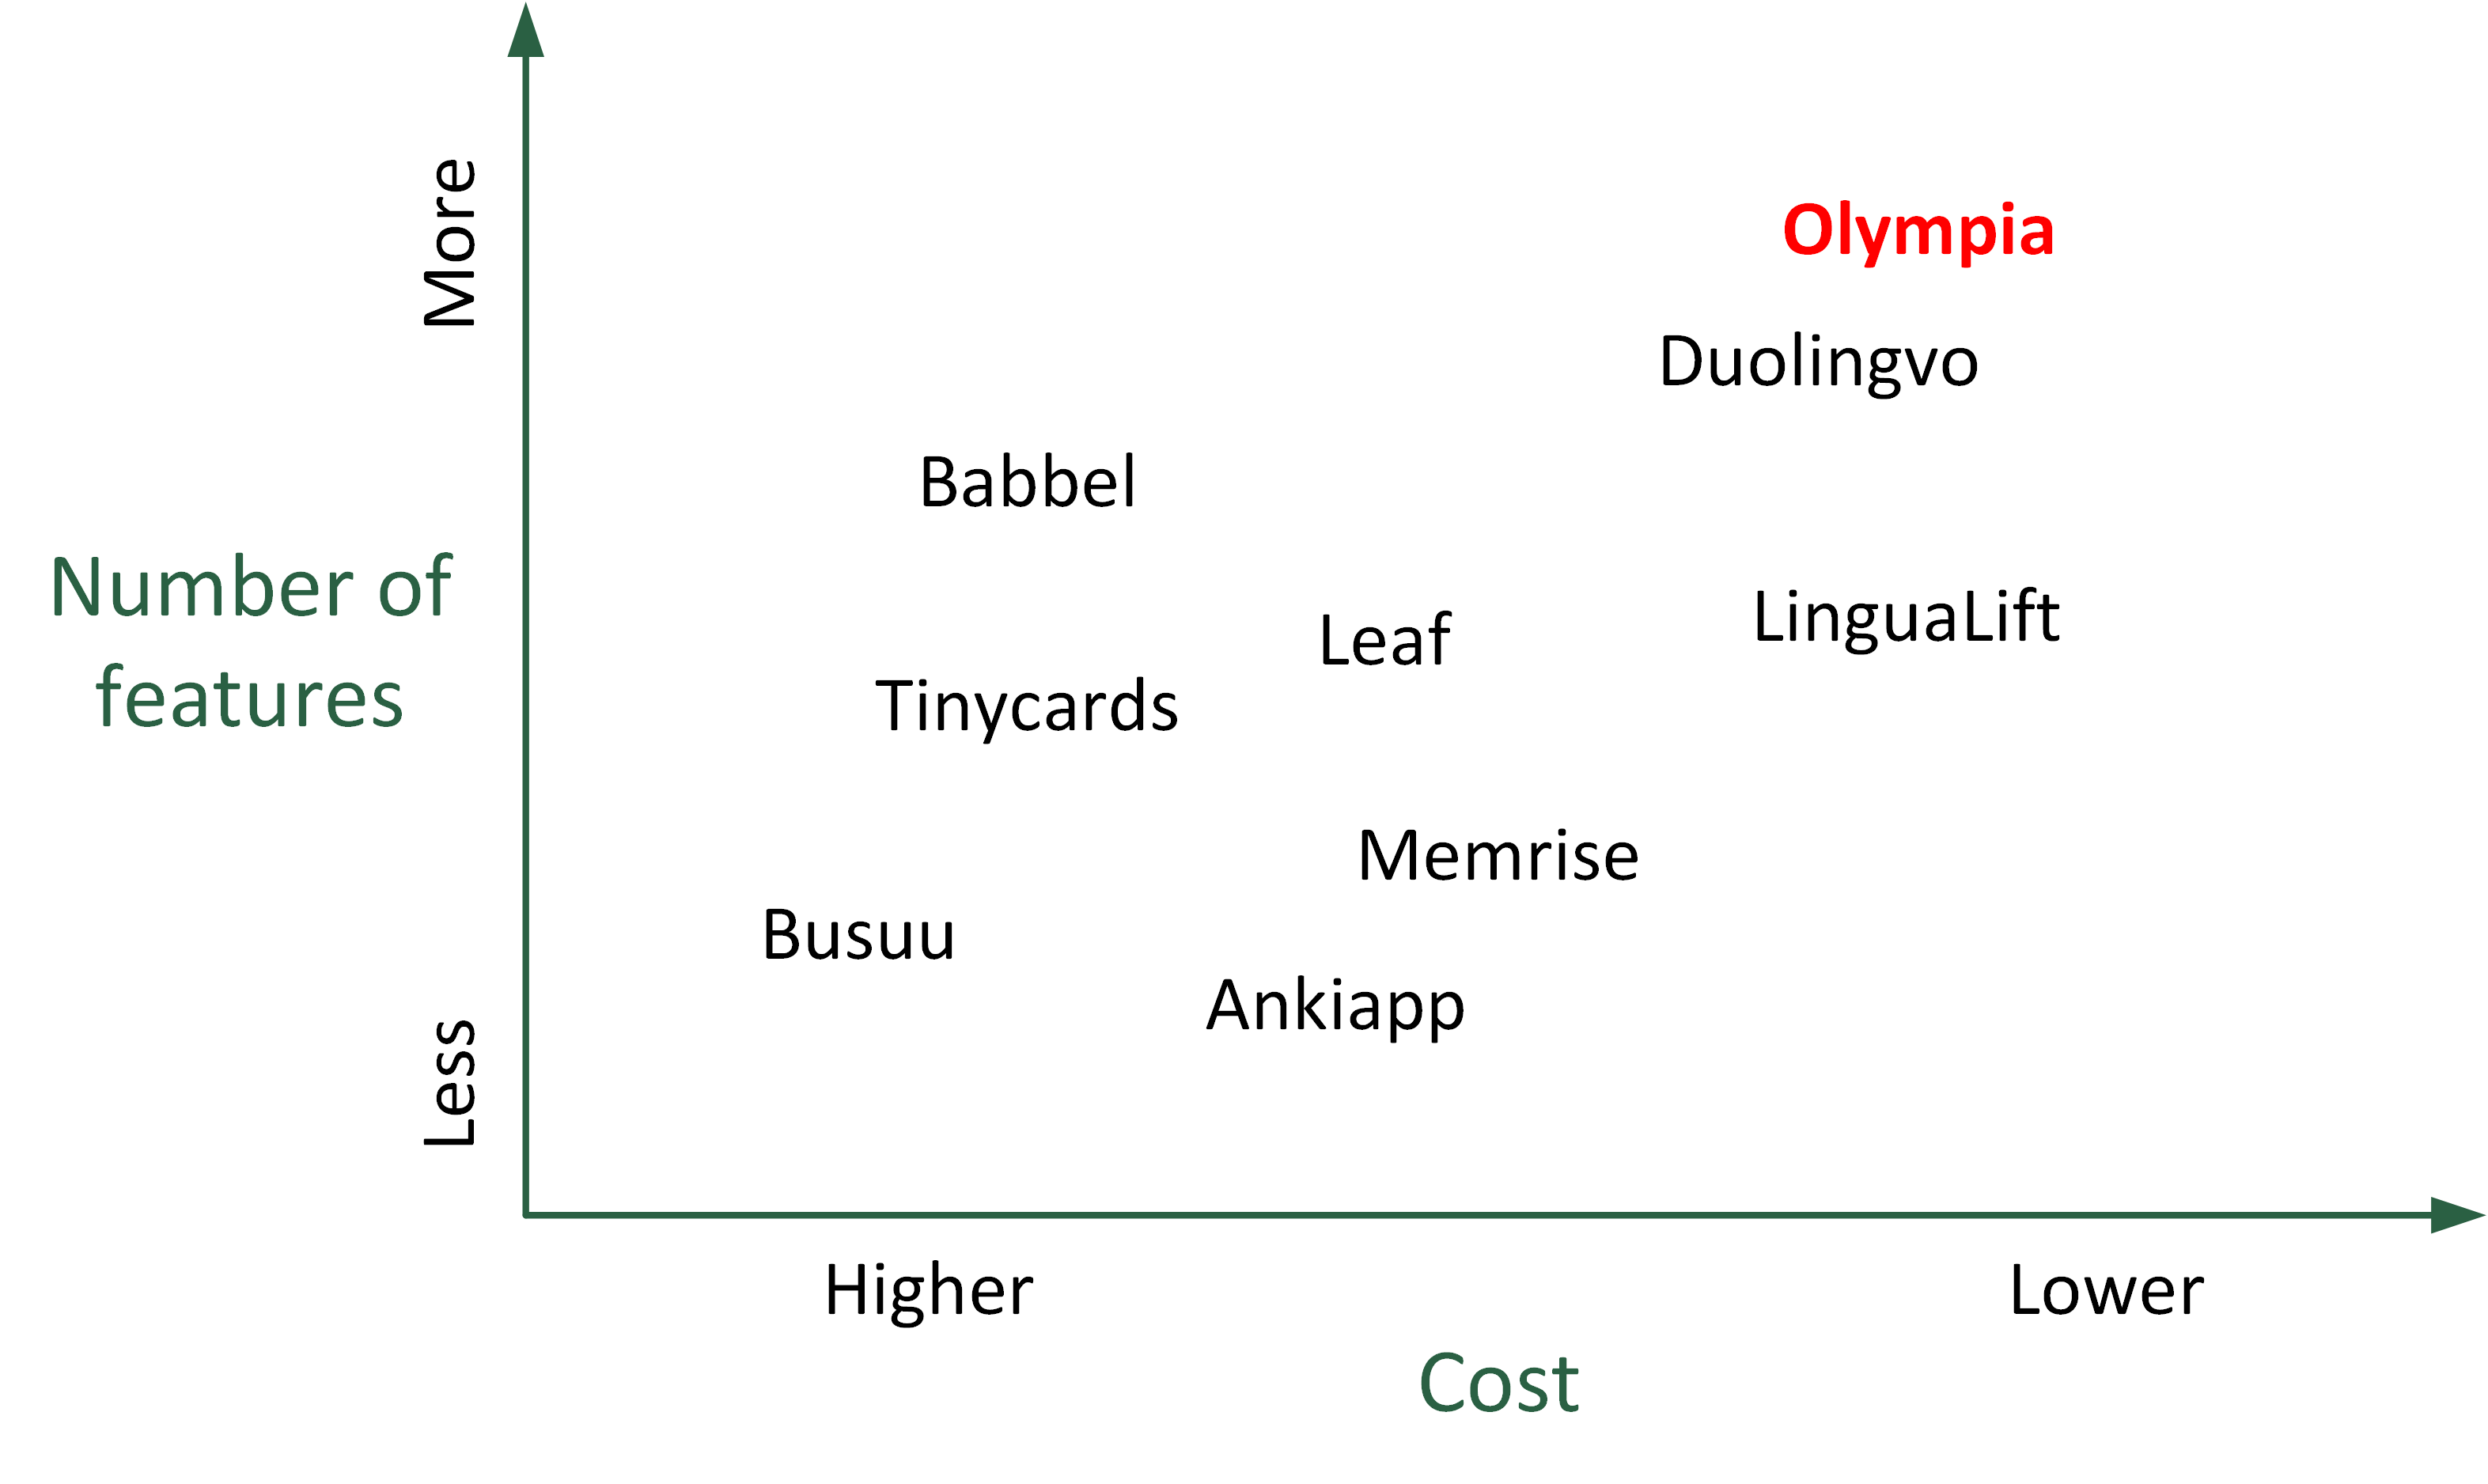 More
Olympia
Duolingvo
Babbel
Number of
features
Leaf
LinguaLift
Tinycards
Memrise
Busuu
Ankiapp
Less
Higher
Lower
Cost